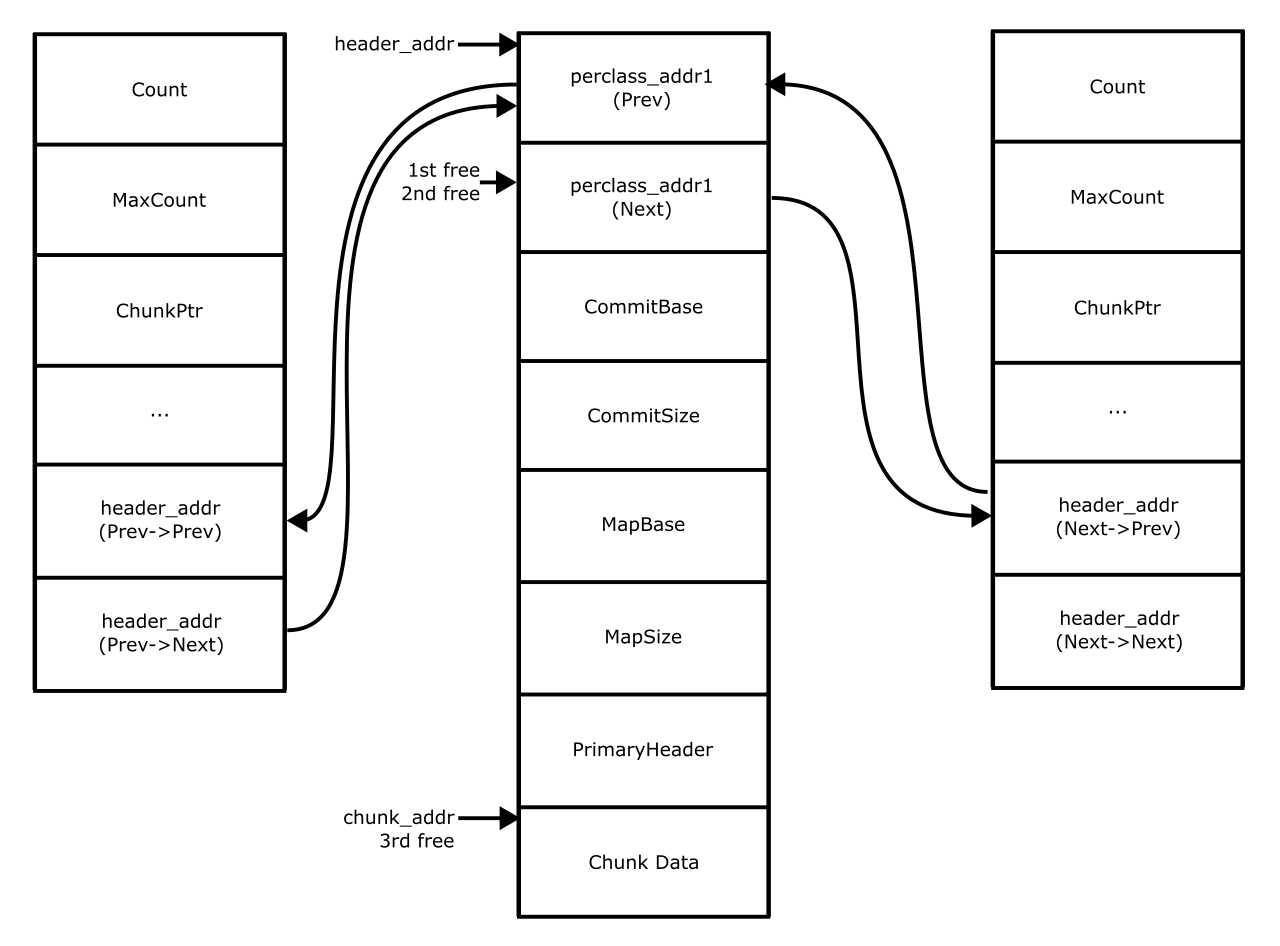 Count
MaxCount
ChunkPtr
...
header_addr
(Prev->Prev)
header_addr
(Prev->Next)
header_addr
1st free
2nd free
chunk_addr
3rd free
perclass_addr1
(Prev)
perclass_addr1
(Next)
CommitBase
CommitSize
MapBase
MapSize
PrimaryHeader
Chunk Data
Count
MaxCount
ChunkPtr
...
header_addr
(Next->Prev)
header_addr
(Next->Next)